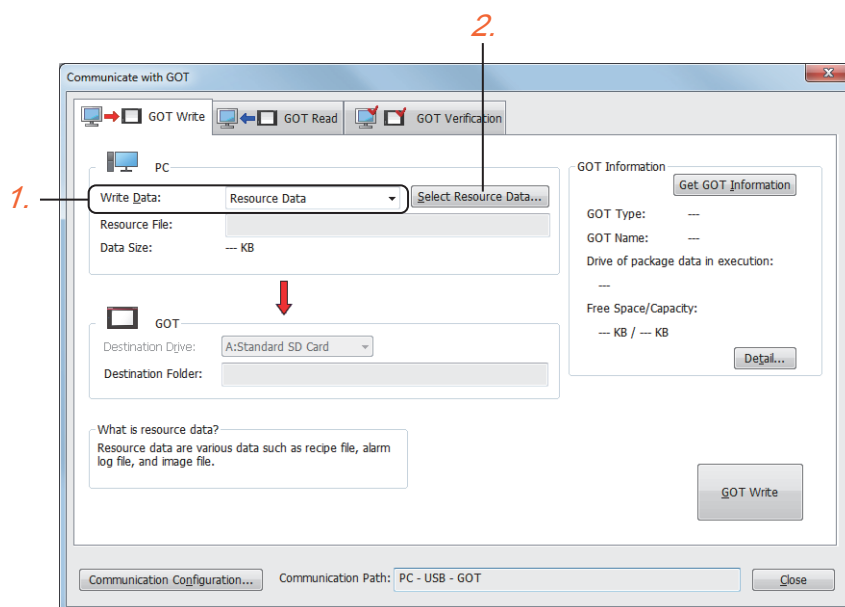 2.
Communicate with GOT
GOT Write
GOT Read
GOT Verification
PC
1.
Write Data:
Resource Data
Select Resource Data...
Resource File:
Data Size:
--- KB
GOT
Destination Drive:
A:Standard SD Card
Destination Folder:
What is resource data?
Resource data are various data such as recipe file, alarm
log file, and image file.
GOT Information
Get GOT Information
GOT Type:
---
GOT Name:
---
Drive of package data in execution:
---
Free Space/Capacity:
--- KB / --- KB
Detail...
GOT Write
Communication Configuration...
Communication Path:
PC - USB - GOT
Close